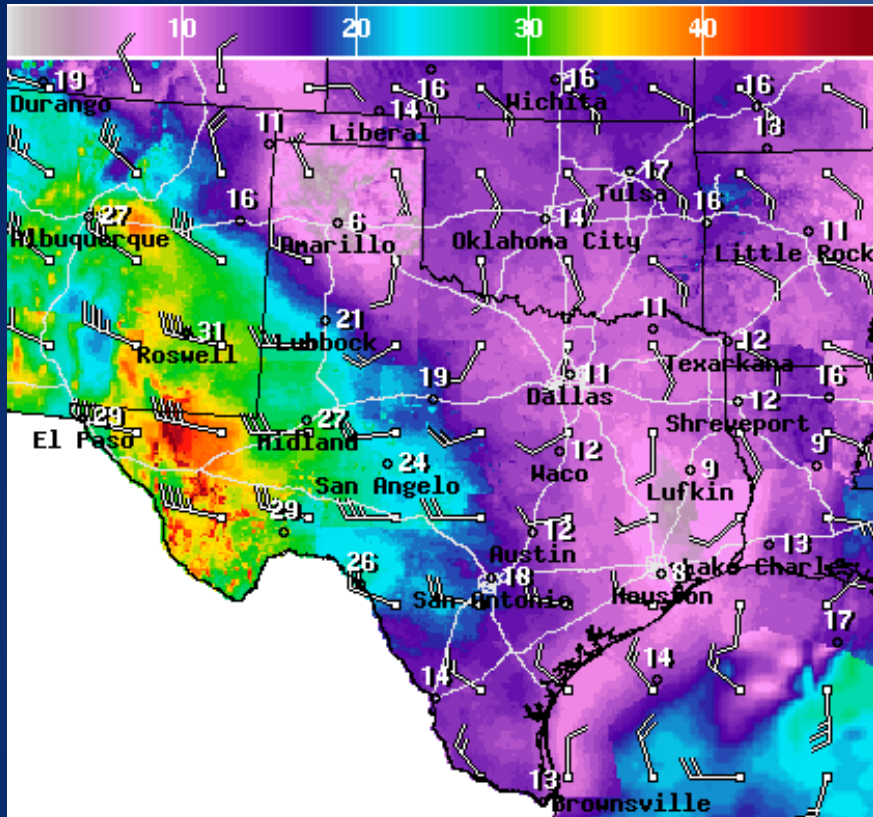 10 20 30 40
19 16 16 16
Durango Wichita
14
Liberal
11 18
17
Tulsa
27 16 6 14 16 11
Albuquerque Amarillo Oklahoma City Little Rock
31 21 11 12
Roswell Lubbock Texarkana
19 11 12 16
Dallas Shreveport
29 27 12 9
El Paso Midland Waco
24 9
San Angelo Lufkin
29 12 13
Austin Lake Charles
26 18 8
San Antonio Houston
17
14 14
13
Brownsville